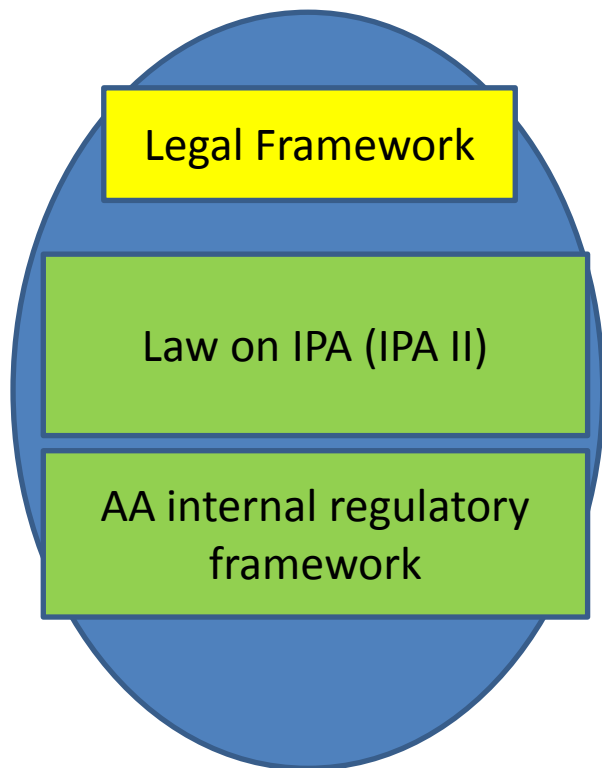 Legal Framework
Law on IPA (IPA II)
AA internal regulatory
framework